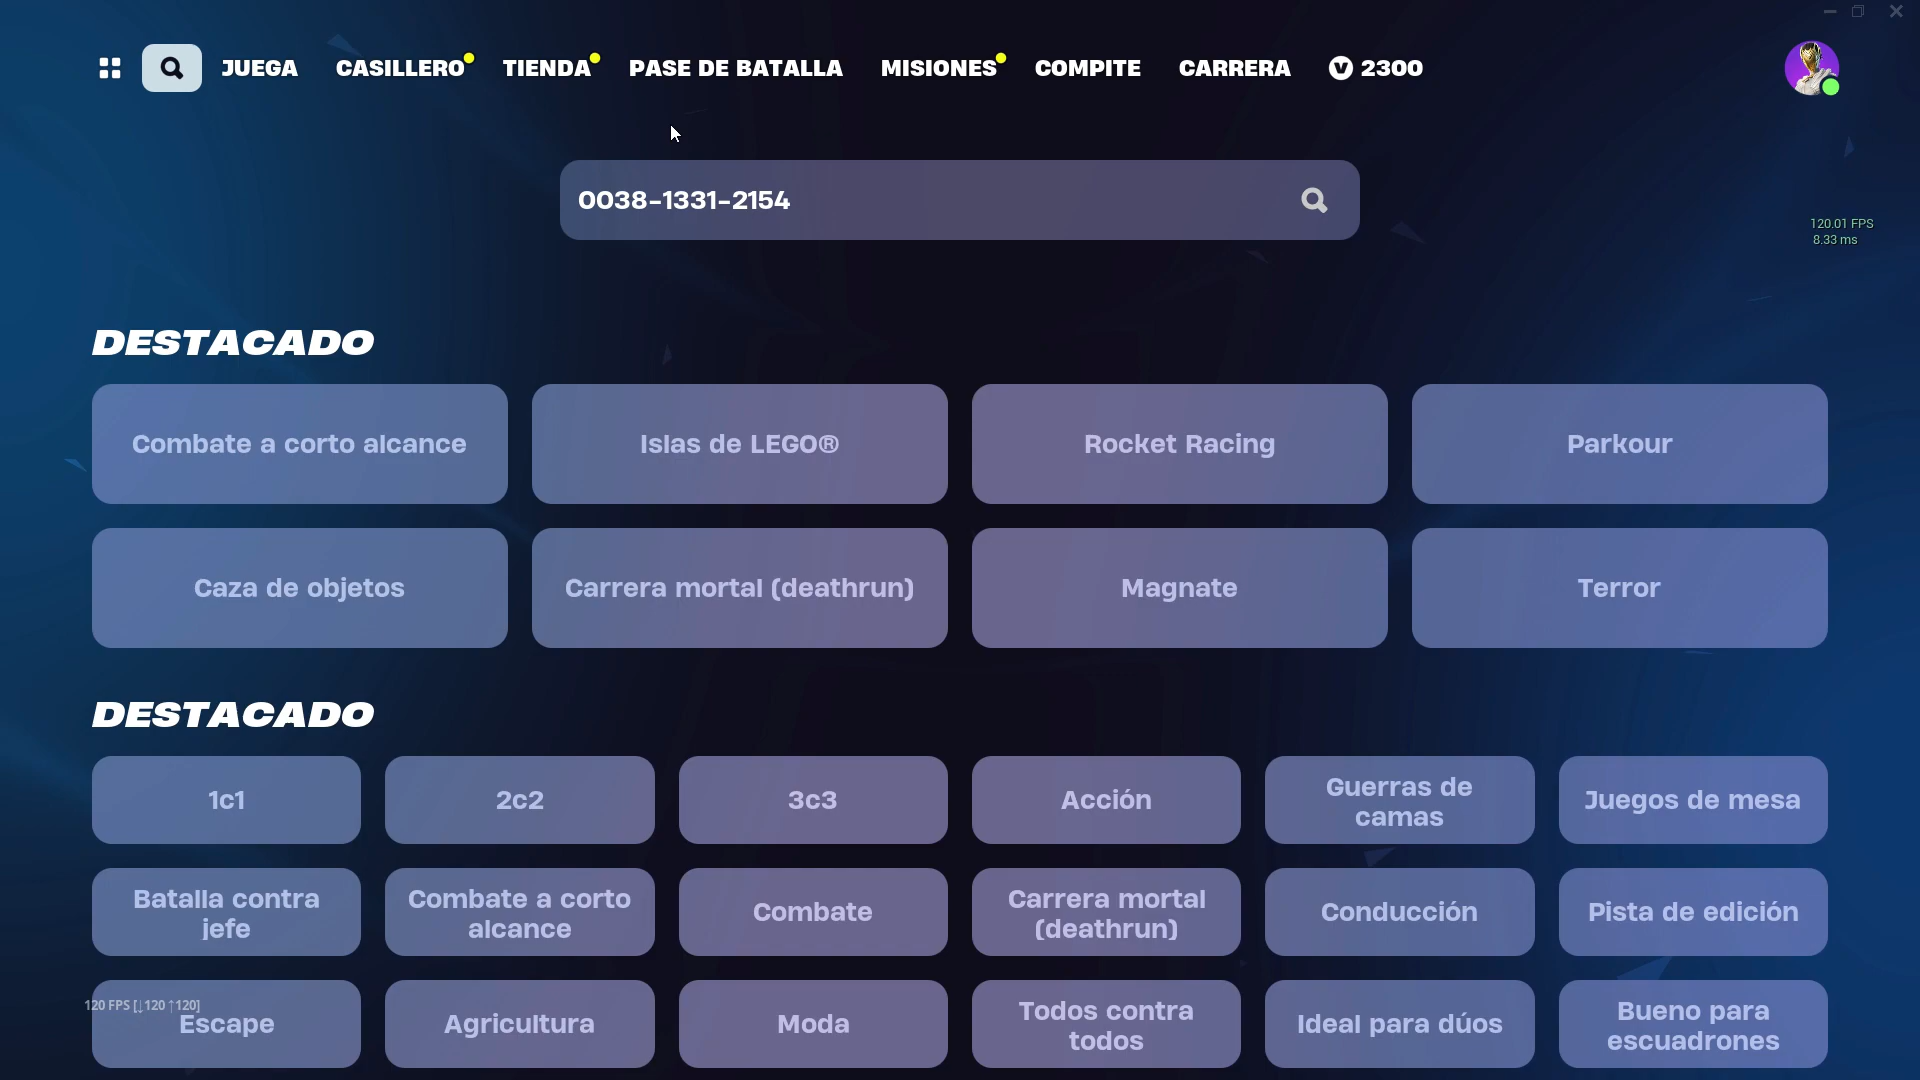 JUEGA CASILLERO TIENDA PASE DE BATALLA MISIONES COMPITE CARRERA V 2300
0038-1331-2154
120.01 FPS
8.33 ms
DESTACADO
Combate a corto alcance
Islas de LEGO®
Rocket Racing
Parkour
Caza de objetos
Carrera mortal (deathrun)
Magnate
Terror
DESTACADO
1c1
2c2
3c3
Acción
Guerras de
camas
Juegos de mesa
Batalla contra
jefe
Combate a corto
alcance
Combate
Carrera mortal
(deathrun)
Conducción
Pista de edición
120 FPS [↓120 ↑120]
Escape
Agricultura
Moda
Todos contra
todos
Ideal para dúos
Bueno para
escuadrones